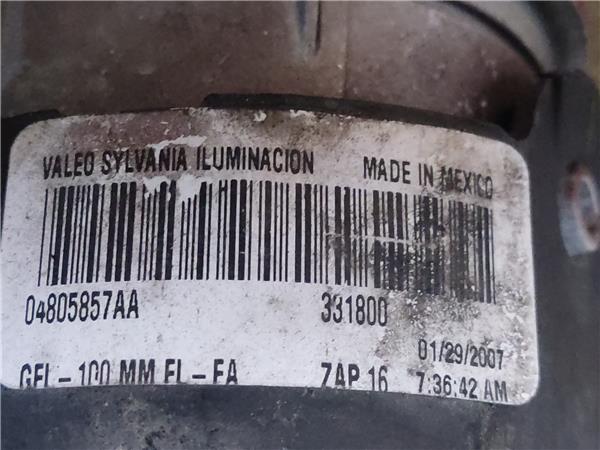 VALEO SYLVANIA ILUMINACION MADE IN MEXICO
04805857AA 331800
01/29/2007
GFL-100 MM FL-FA 7AP 16 7:36:42 AM